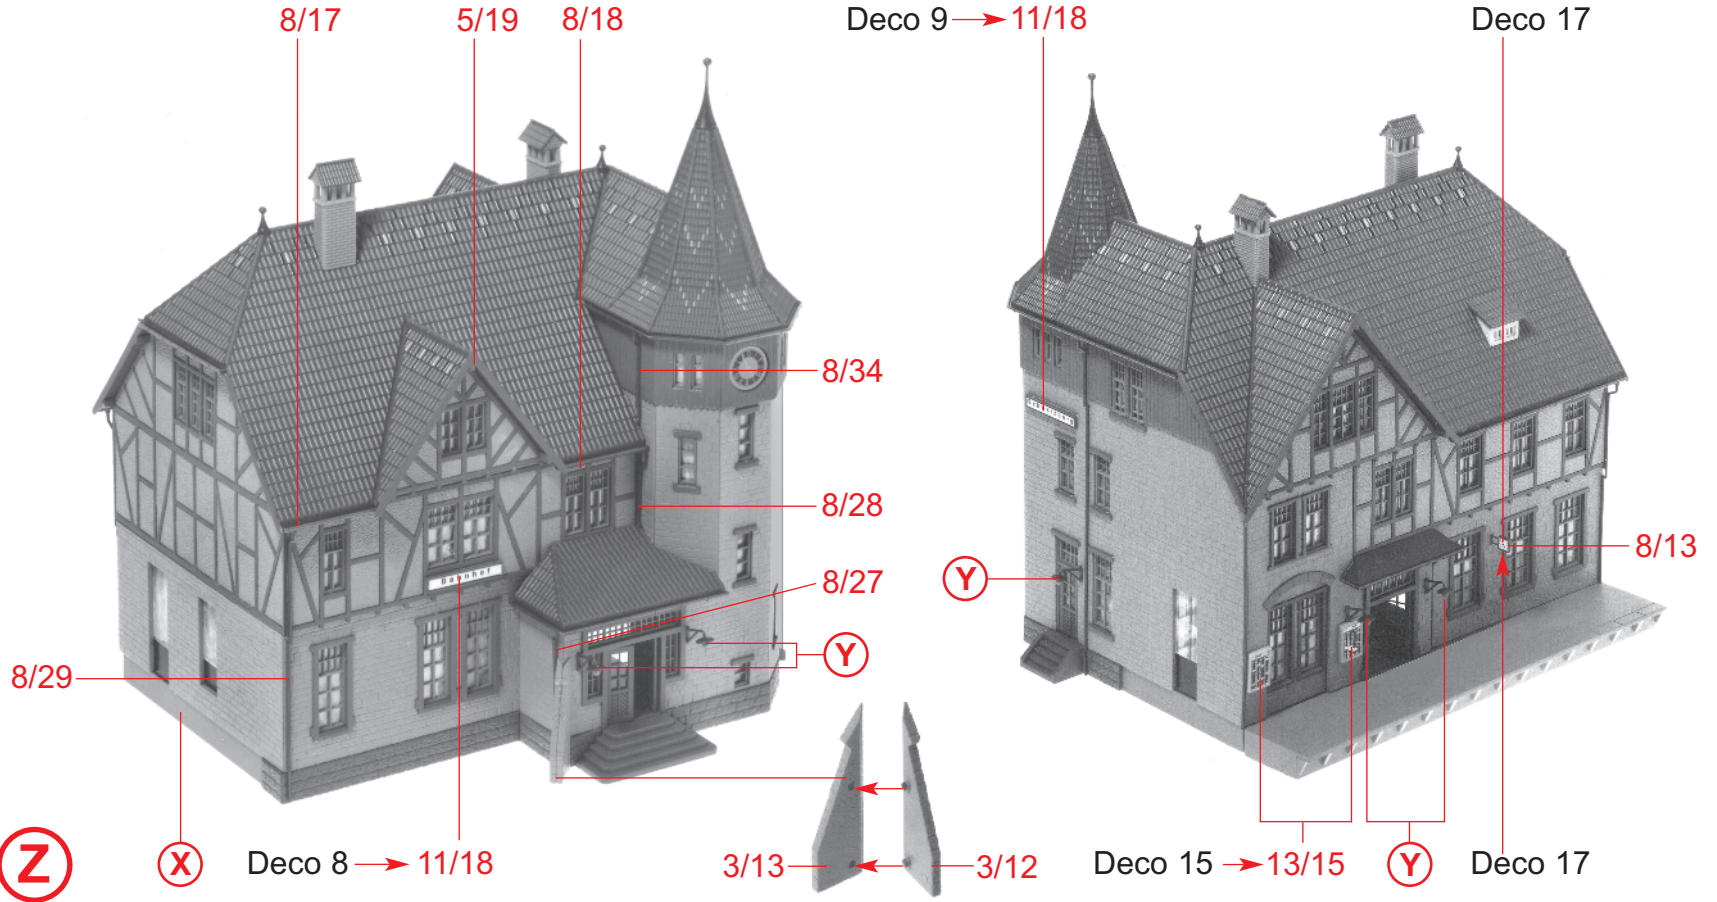 8/17 5/19 8/18 Deco 9 11/18 Deco 17
8/34
8/28
8/13
Y
8/27
Y
Bahnhof
8/29
Z X Deco 8 11/18 3/13 3/12 Deco 15 13/15 Y Deco 17